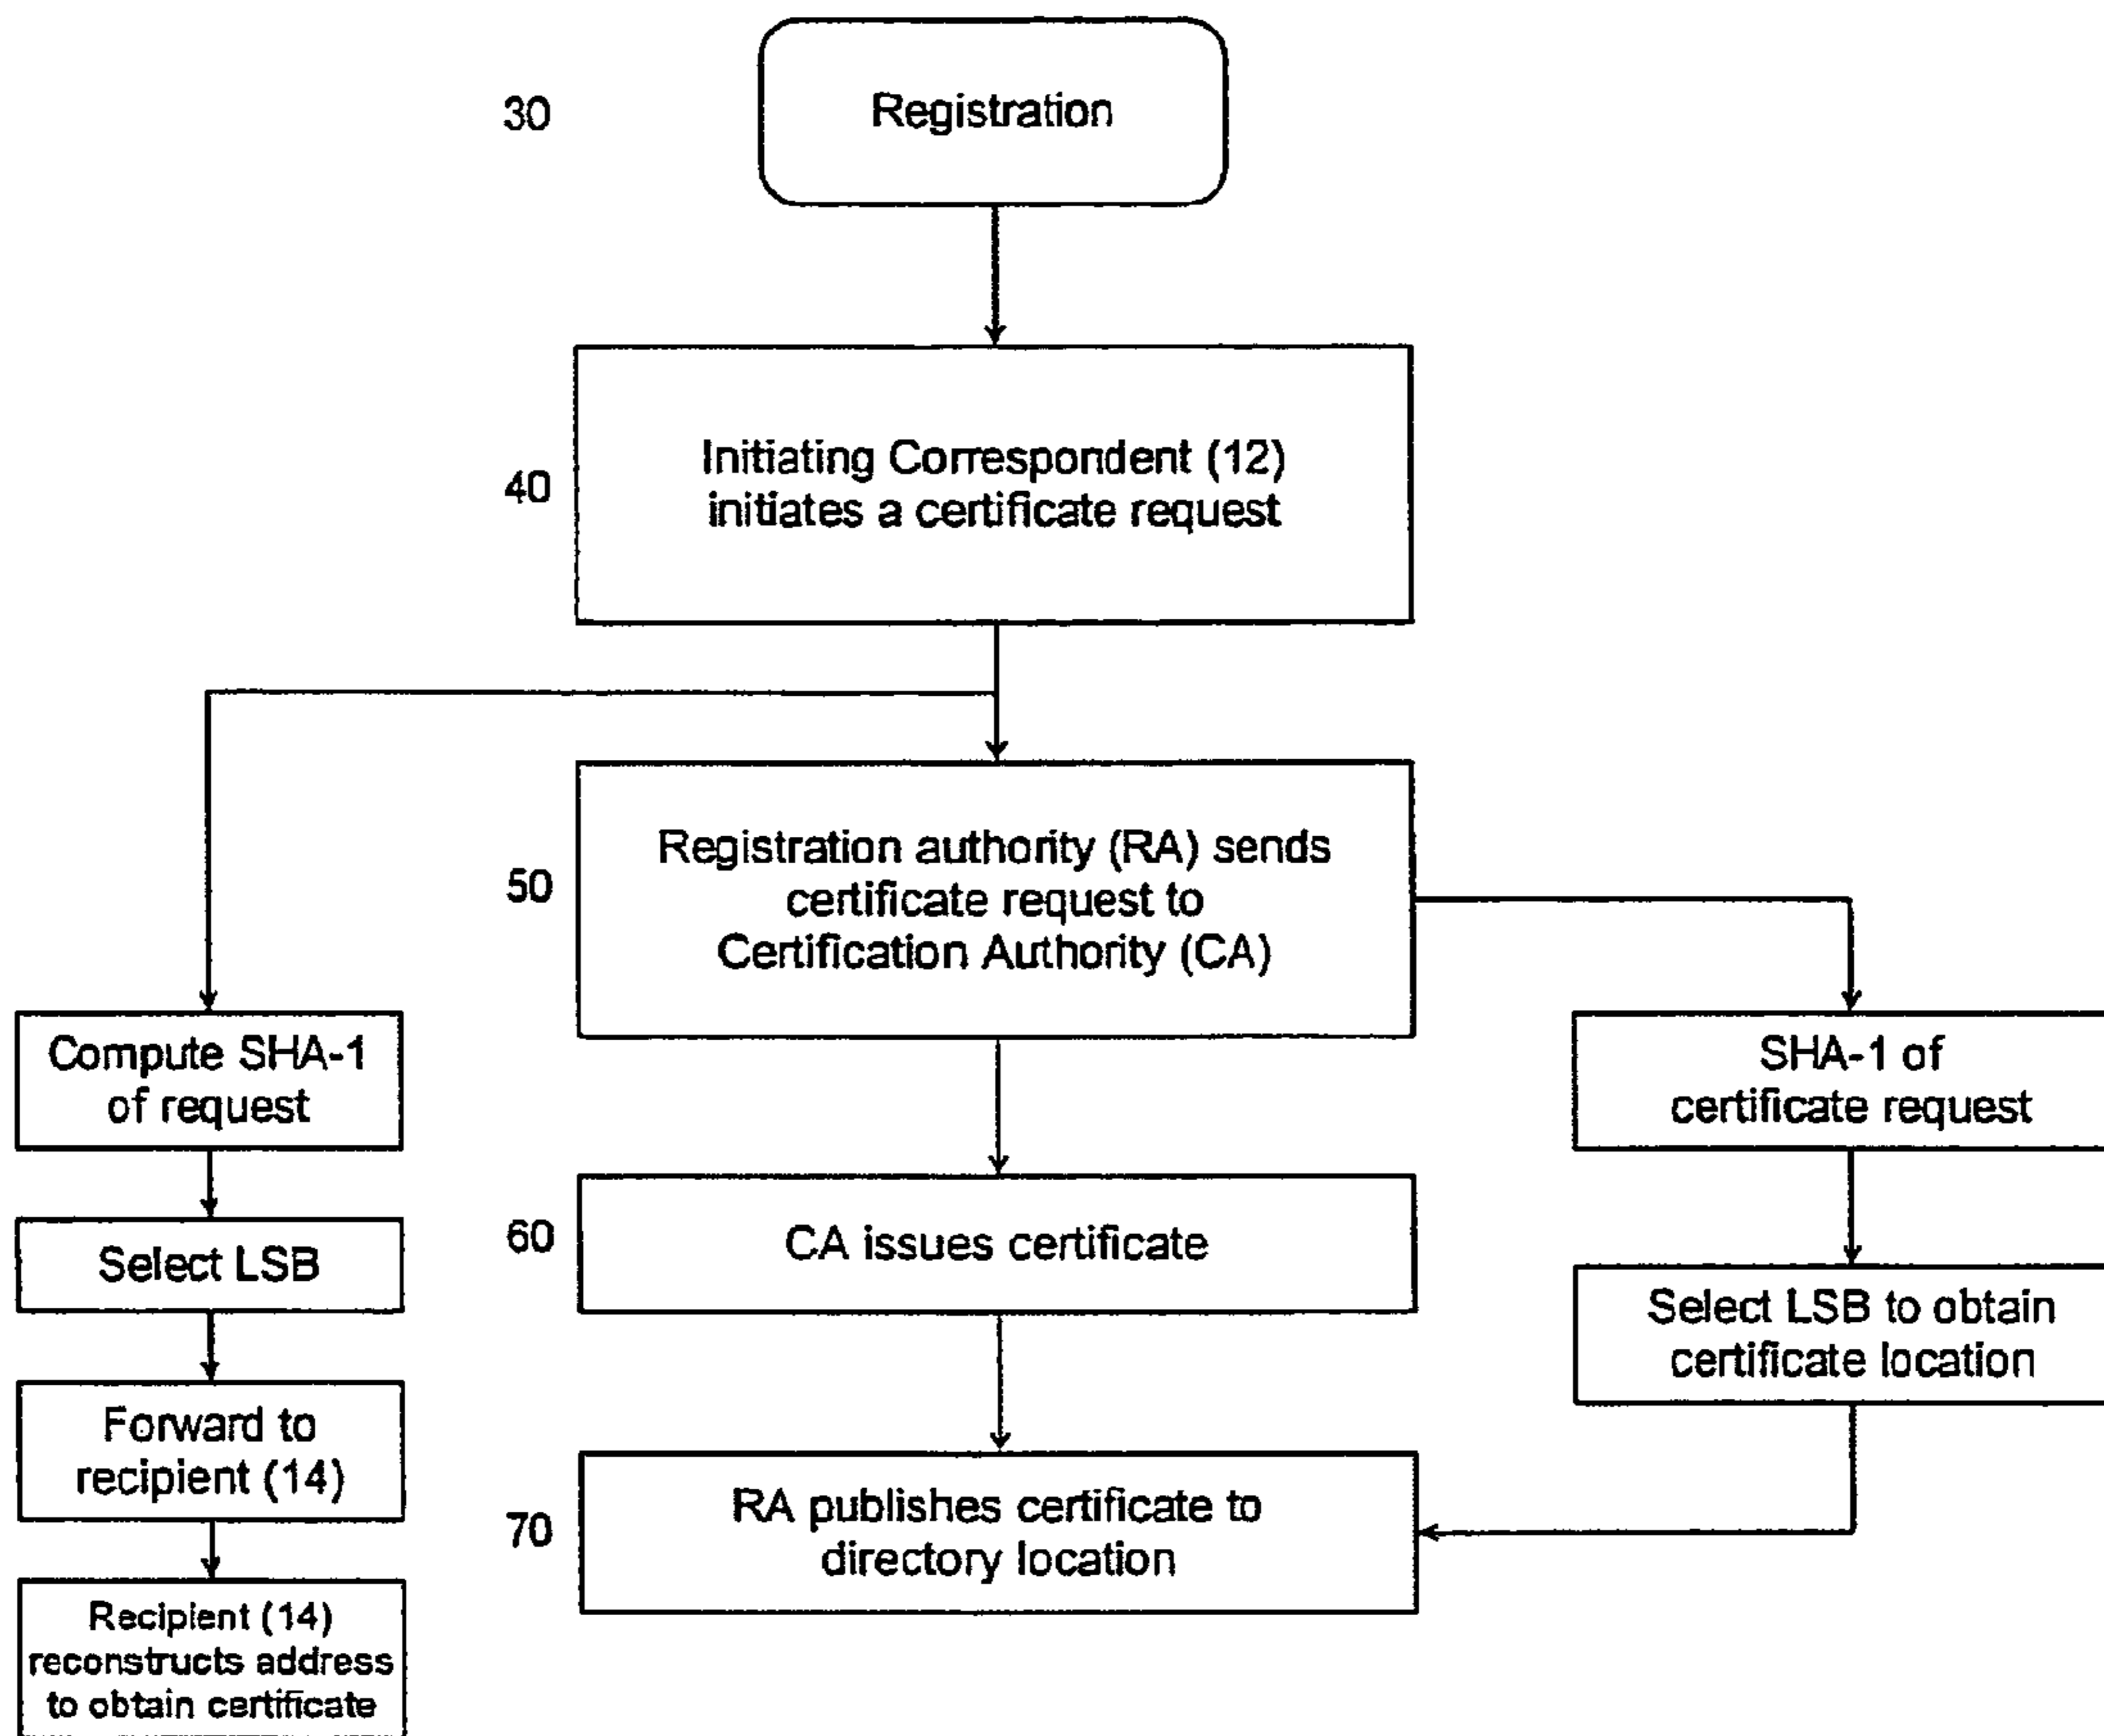 30
Registration
40
Initiating Correspondent (12)
initiates a certificate request
50
Registration authority (RA) sends
certificate request to
Certification Authority (CA)
Compute SHA-1
of request
SHA-1 of
certificate request
Select LSB
60
CA issues certificate
Select LSB to obtain
certificate location
Forward to
recipient (14)
70
RA publishes certificate to
directory location
Recipient (14)
reconstructs address
to obtain certificate